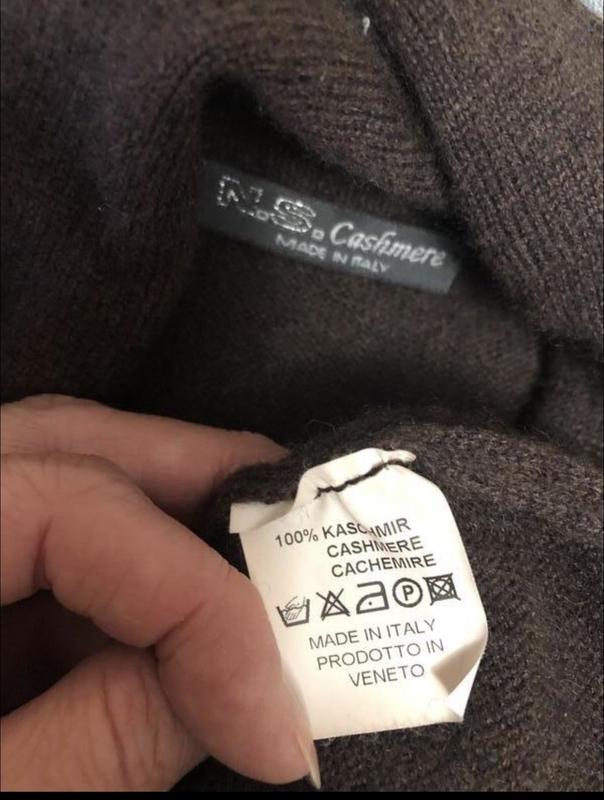 N.S. Cashmere
MADE IN ITALY
100% KASCHMIR
CASHMERE
CACHEMIRE
P
MADE IN ITALY
PRODOTTO IN
VENETO